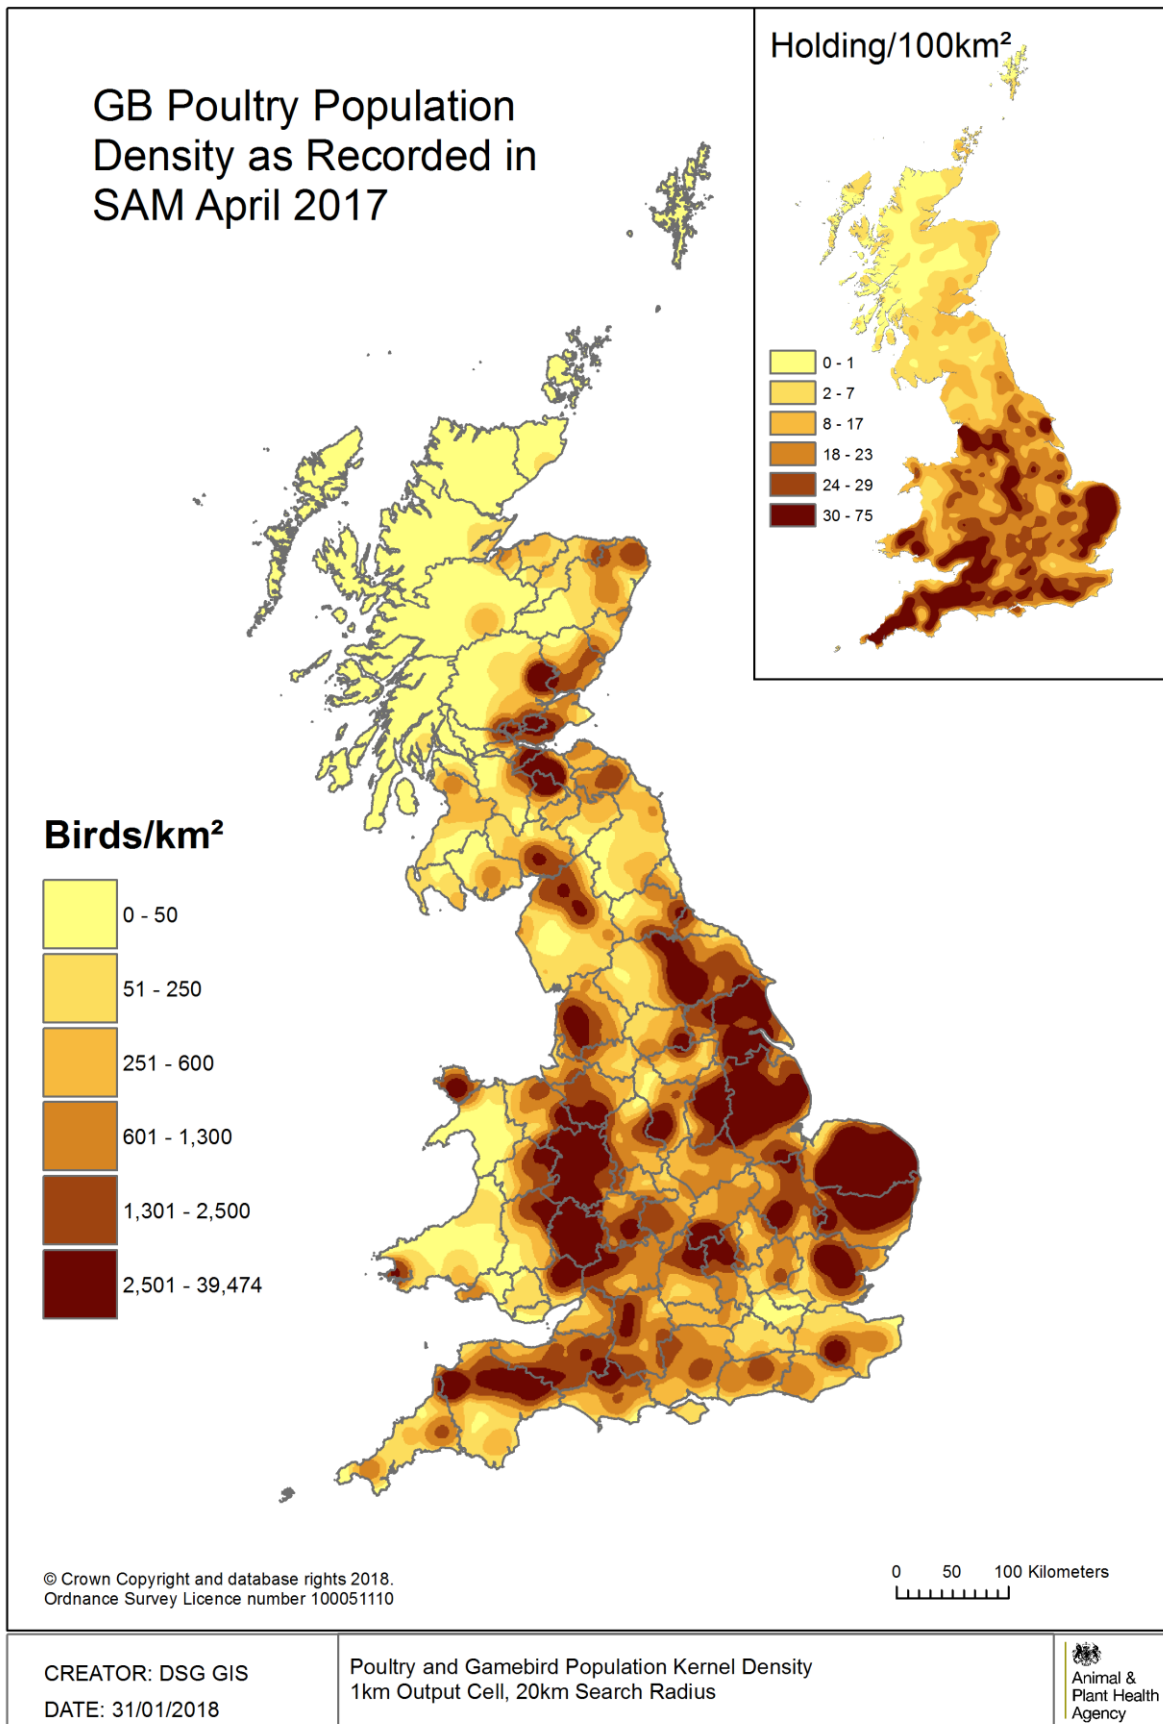 GB Poultry Population
Density as Recorded in
SAM April 2017
Holding/100km²
0 - 1
2 - 7
8 - 17
18 - 23
24 - 29
30 - 75
Birds/km²
0 - 50
51 - 250
251 - 600
601 - 1,300
1,301 - 2,500
2,501 - 39,474
© Crown Copyright and database rights 2018.
Ordnance Survey Licence number 100051110
0 50 100 Kilometers
CREATOR: DSG GIS
DATE: 31/01/2018
Poultry and Gamebird Population Kernel Density
1km Output Cell, 20km Search Radius
Animal &
Plant Health
Agency